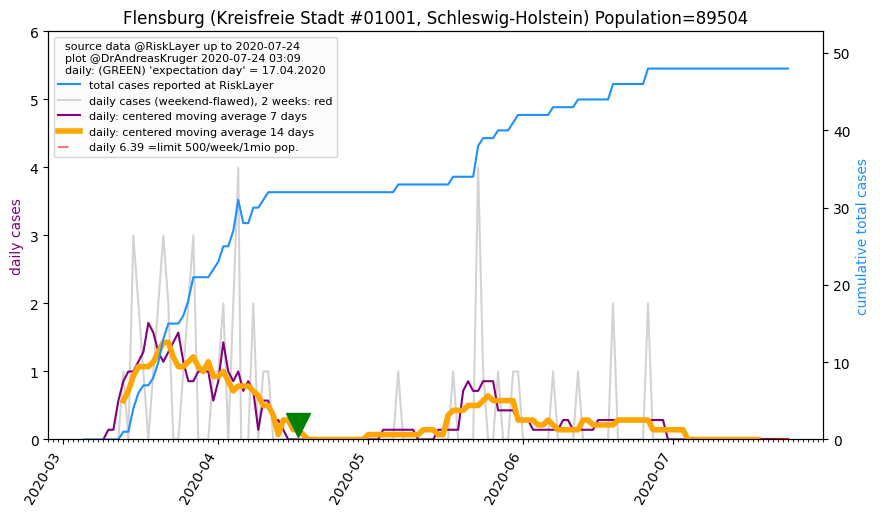 Flensburg (Kreisfreie Stadt #01001, Schleswig-Holstein) Population=89504
source data @RiskLayer up to 2020-07-24
plot @DrAndreasKruger 2020-07-24 03:09
daily: (GREEN) 'expectation day' = 17.04.2020
total cases reported at RiskLayer
daily cases (weekend-flawed), 2 weeks: red
daily: centered moving average 7 days
daily: centered moving average 14 days
daily 6.39 =limit 500/week/1mio pop.
daily cases
6
5
4
3
2
1
0
cumulative total cases
50
40
30
20
10
0
2020-03
2020-04
2020-05
2020-06
2020-07